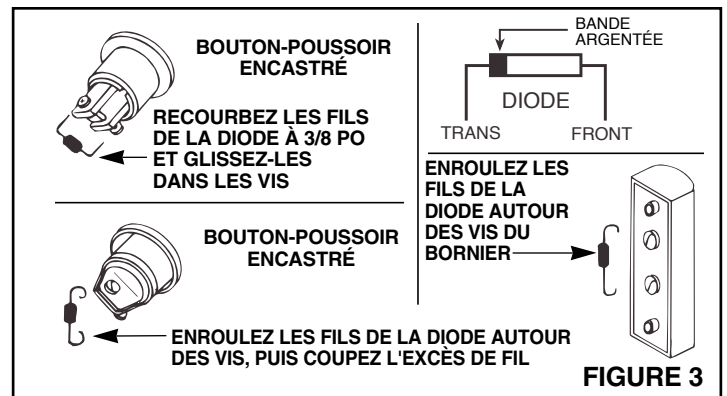 BOUTON-POUSSOIR
ENCASTRÉ
RECOURBEZ LES FILS
DE LA DIODE À 3/8 PO
ET GLISSEZ-LES
DANS LES VIS
BOUTON-POUSSOIR
ENCASTRÉ
ENROULEZ LES FILS DE LA DIODE AUTOUR
DES VIS, PUIS COUPEZ L'EXCÈS DE FIL
BANDE
ARGENTÉE
DIODE
TRANS FRONT
ENROULEZ LES
FILS DE LA
DIODE AUTOUR
DES VIS DU
BORNIER
FIGURE 3